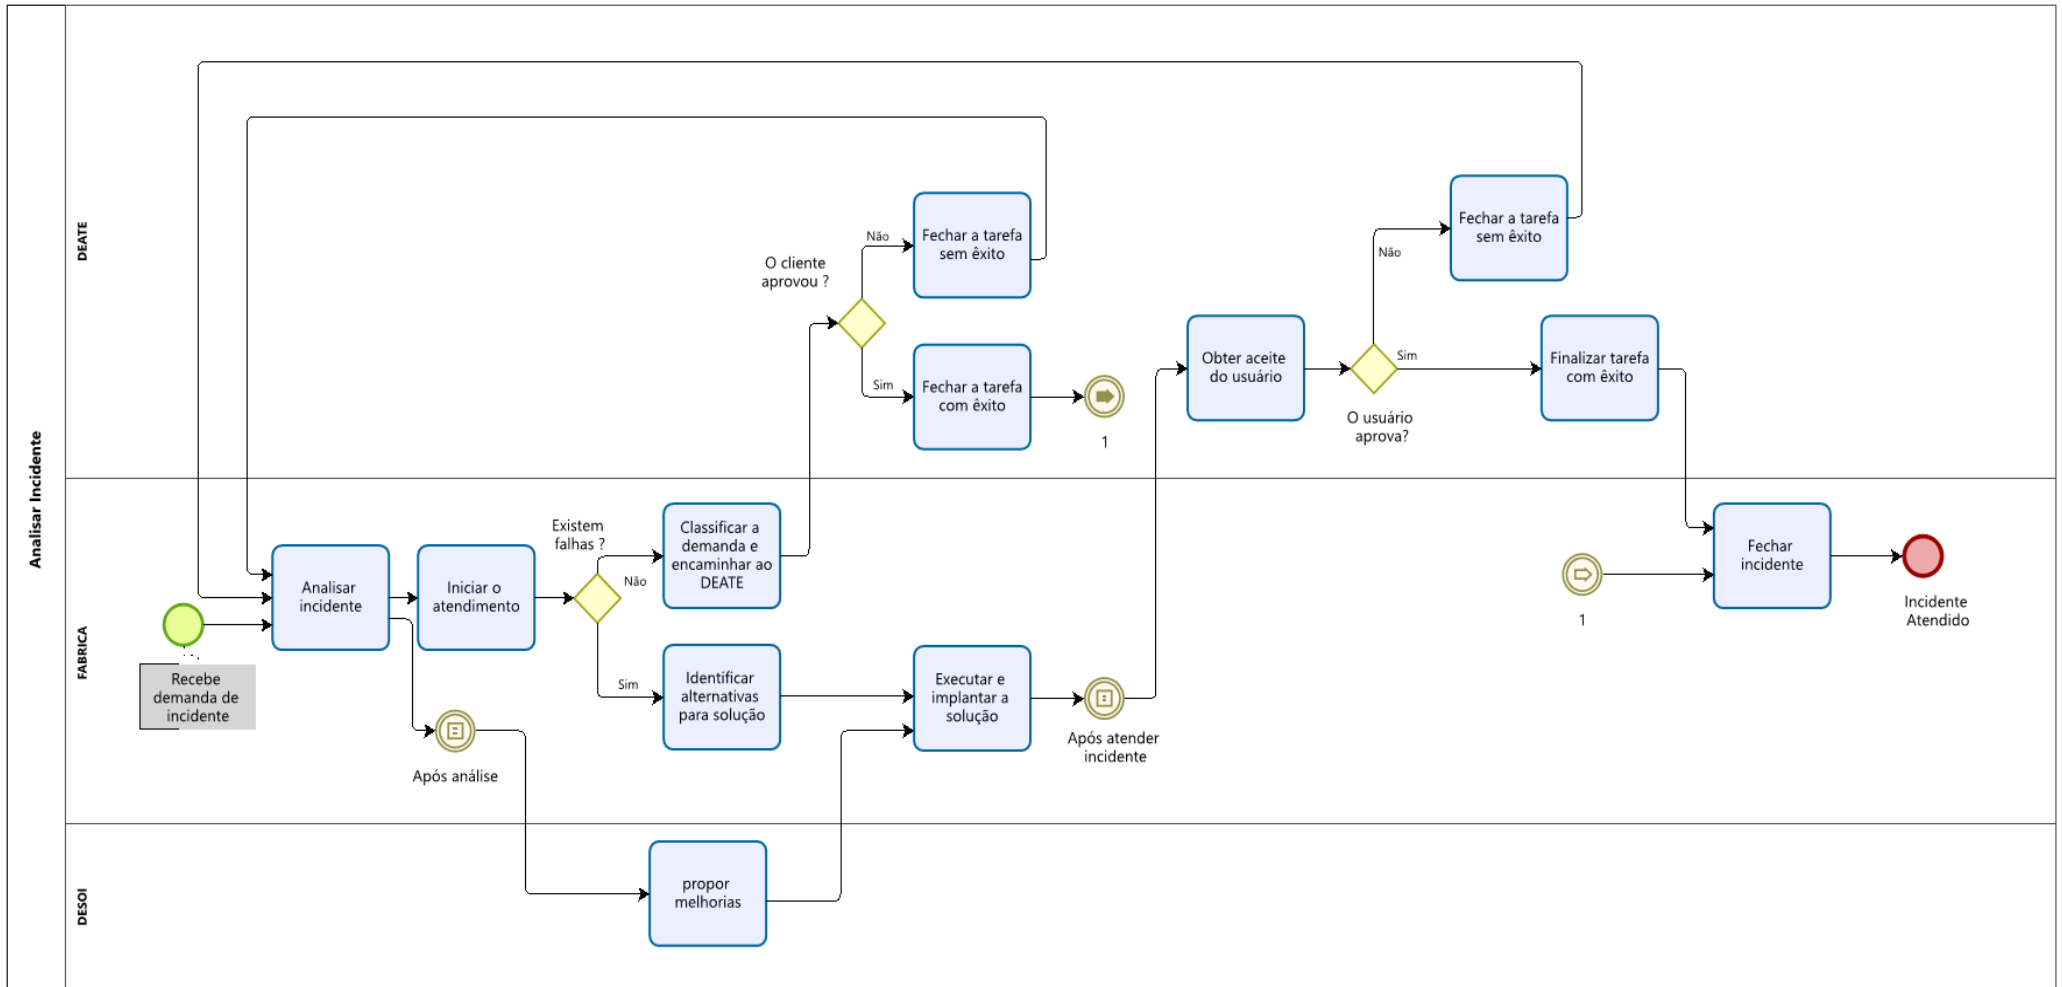 Analisar Incidente
DEATE
O cliente
aprovou ?
Não
Fechar a tarefa
sem êxito
Sim
Fechar a tarefa
com êxito
1
Obter aceite
do usuário
O usuário
aprova?
Não
Fechar a tarefa
sem êxito
Sim
Finalizar tarefa
com êxito
FABRICA
Recebe
demanda de
incidente
Analisar
incidente
Iniciar o
atendimento
Após análise
Existem
falhas ?
Não
Classificar a
demanda e
encaminhar ao
DEATE
Sim
Identificar
alternativas
para solução
Executar e
implantar a
solução
Após atender
incidente
1
Fechar
incidente
Incidente
Atendido
DESOI
propor
melhorias